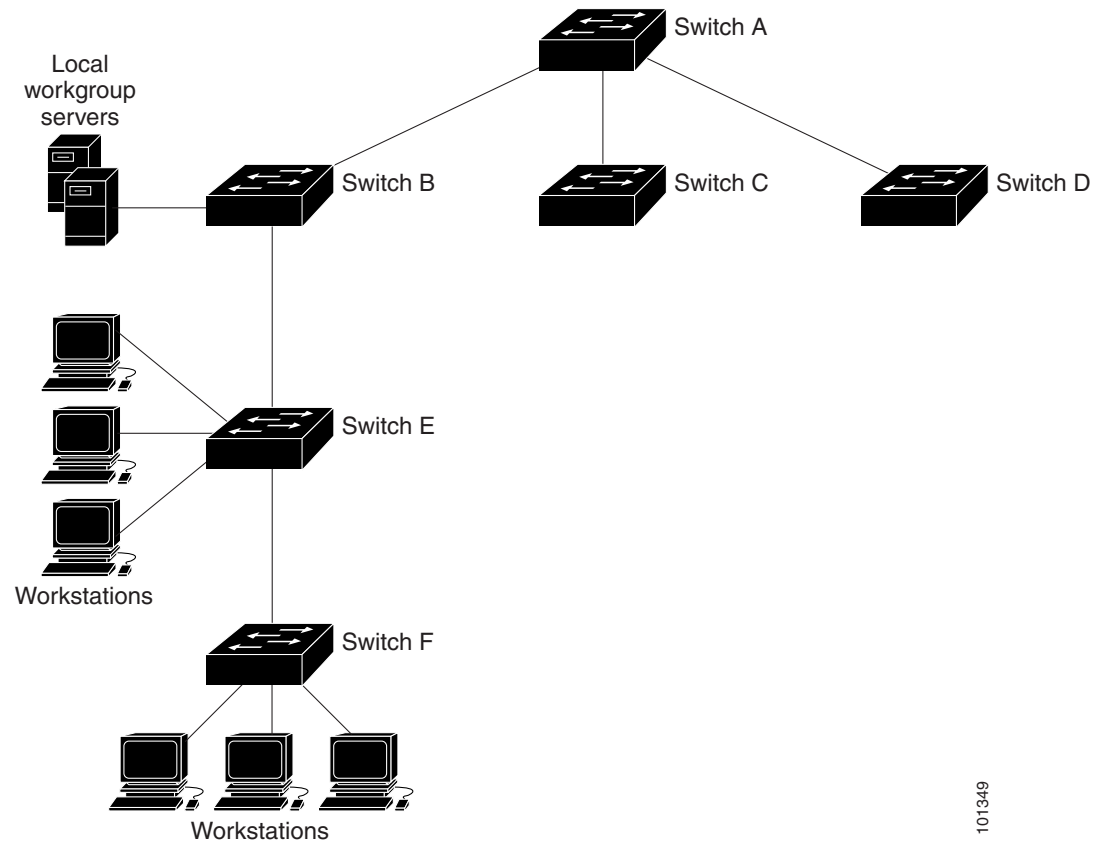 Switch A
Local
workgroup
servers
Switch B
Switch C
Switch D
Switch E
Workstations
Switch F
Workstations
101349